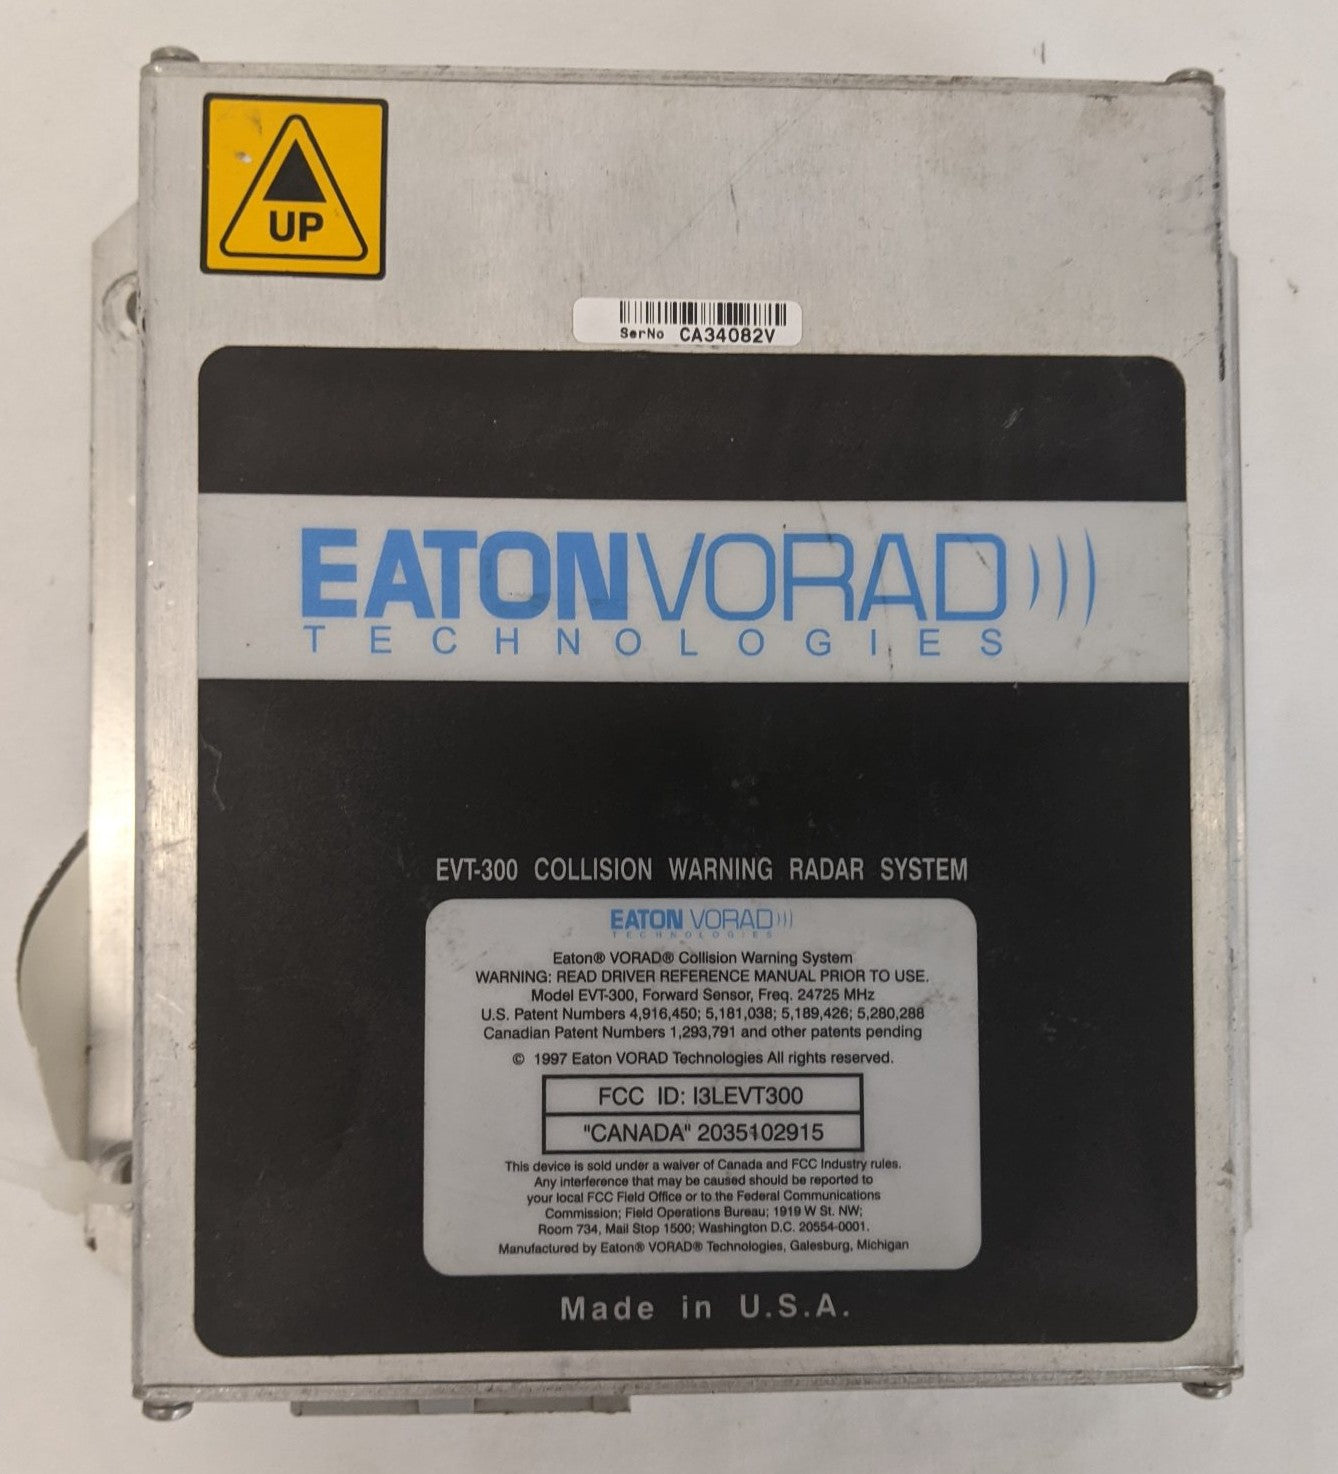 UP
SerNo CA34082V
EATONVORAD
TECHNOLOGIES
EVT-300 COLLISION WARNING RADAR SYSTEM
EATON VORAD
TECHNOLOGIES
Eaton® VORAD® Collision Warning System
WARNING: READ DRIVER REFERENCE MANUAL PRIOR TO USE.
Model EVT-300, Forward Sensor, Freq. 24725 MHz
U.S. Patent Numbers 4,916,450; 5,181,038; 5,189,426; 5,280,288
Canadian Patent Numbers 1,293,791 and other patents pending
© 1997 Eaton VORAD Technologies All rights reserved.
FCC ID: I3LEVT300
"CANADA" 2035102915
This device is sold under a waiver of Canada and FCC Industry rules.
Any interference that may be caused should be reported to
your local FCC Field Office or to the Federal Communications
Commission; Field Operations Bureau; 1919 W St. NW;
Room 734, Mail Stop 1500; Washington D.C. 20554-0001.
Manufactured by Eaton® VORAD® Technologies, Galesburg, Michigan
Made in U.S.A.